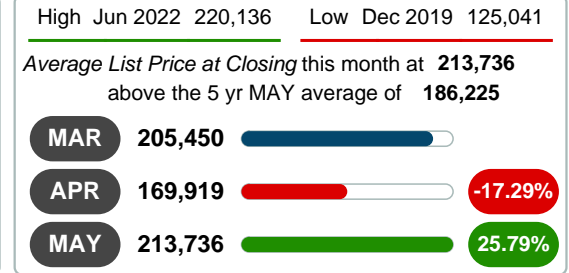 High Jun 2022 220,136 Low Dec 2019 125,041
Average List Price at Closing this month at 213,736
above the 5 yr MAY average of 186,225
MAR 205,450
APR 169,919 -17.29%
MAY 213,736 25.79%